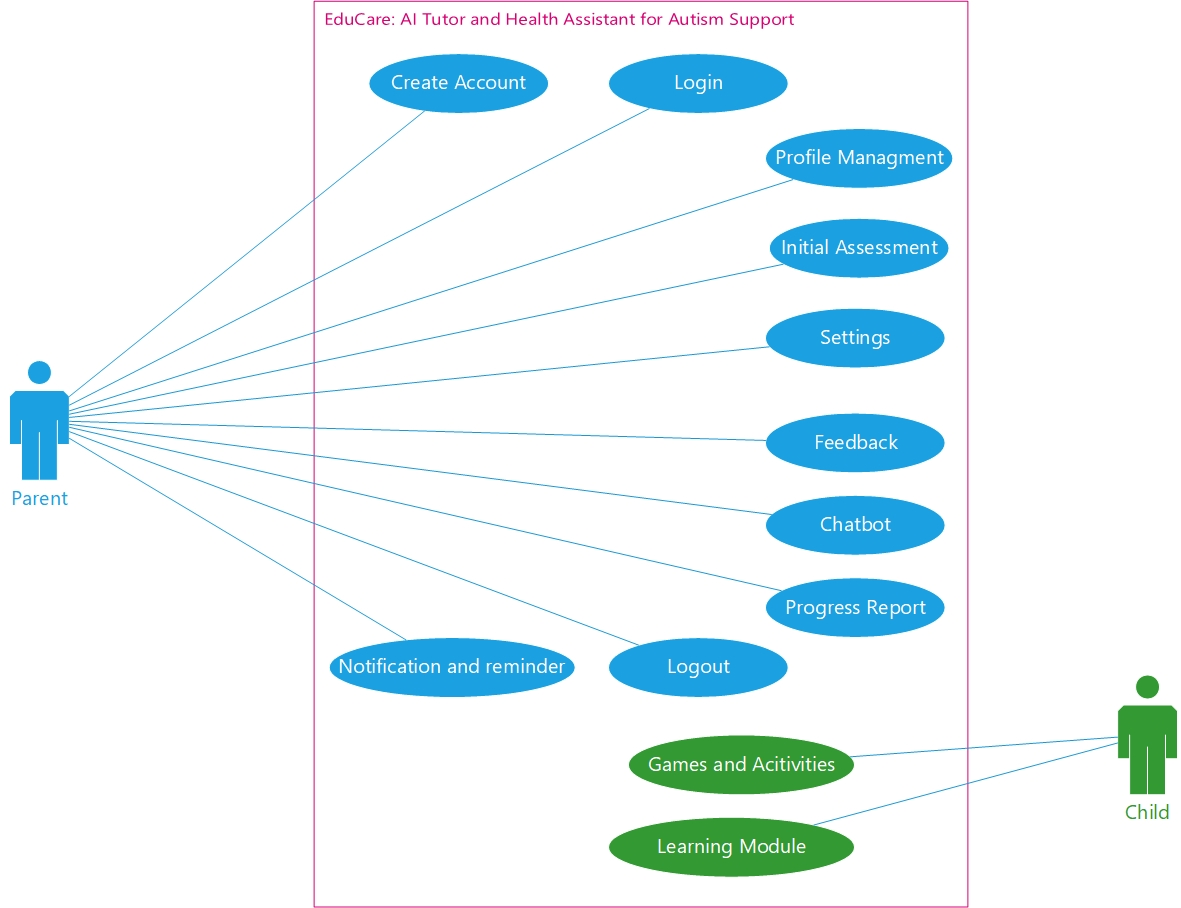 EduCare: AI Tutor and Health Assistant for Autism Support
Create Account
Login
Profile Managment
Initial Assessment
Settings
Feedback
Parent
Chatbot
Progress Report
Notification and reminder
Logout
Games and Acitivities
Child
Learning Module